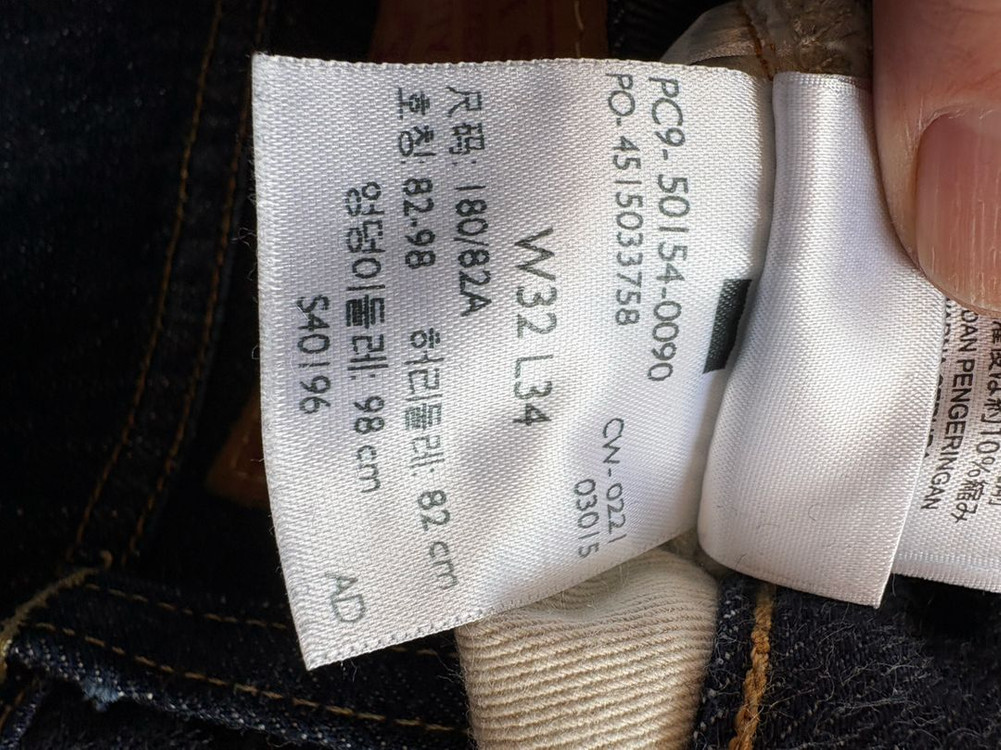 PC9- 50154-0090
PO- 4515033758 CN- 0221
03015
W32 L34
尺码: 180/82A
호칭 82-98 허리둘레: 82 cm
엉덩이둘레: 98 cm
S40196 AD
DAN PENGERINGAN